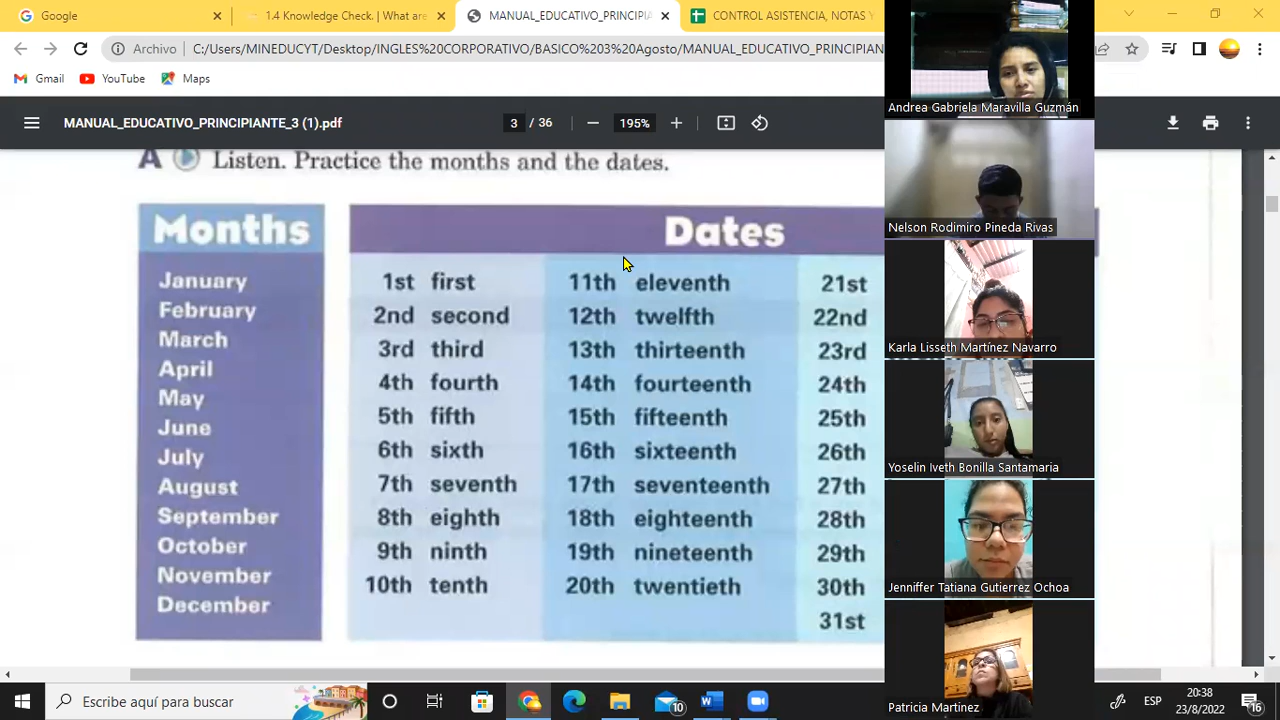 Google
1.4 Knowledge Check | What are
MANUAL_EDUCATIVO_PRINCIPI
CONTROL ASISTENCIA, NOTAS Y
Archivo
C:/Users/MINEDUCYT/Desktop/INGLES%20CORPORATIVO/BASICO%203%20Agosto/MANUAL_EDUCATIVO_PRINCIPIAN
Gmail
YouTube
Maps
MANUAL_EDUCATIVO_PRINCIPIANTE_3 (1).pdf
3 / 36
195%
A Listen. Practice the months and the dates.
Months
January
February
March
April
May
June
July
August
September
October
November
December
Dates
1st first
2nd second
3rd third
4th fourth
5th fifth
6th sixth
7th seventh
8th eighth
9th ninth
10th tenth
11th eleventh
12th twelfth
13th thirteenth
14th fourteenth
15th fifteenth
16th sixteenth
17th seventeenth
18th eighteenth
19th nineteenth
20th twentieth
21st
22nd
23rd
24th
25th
26th
27th
28th
29th
30th
31st
Andrea Gabriela Maravilla Guzmán
Nelson Rodimiro Pineda Rivas
Karla Lisseth Martínez Navarro
Yoselin Iveth Bonilla Santamaria
Jenniffer Tatiana Gutierrez Ochoa
Patricia Martinez
Escribe aquí para buscar
10
ESP
20:38
23/8/2022
16